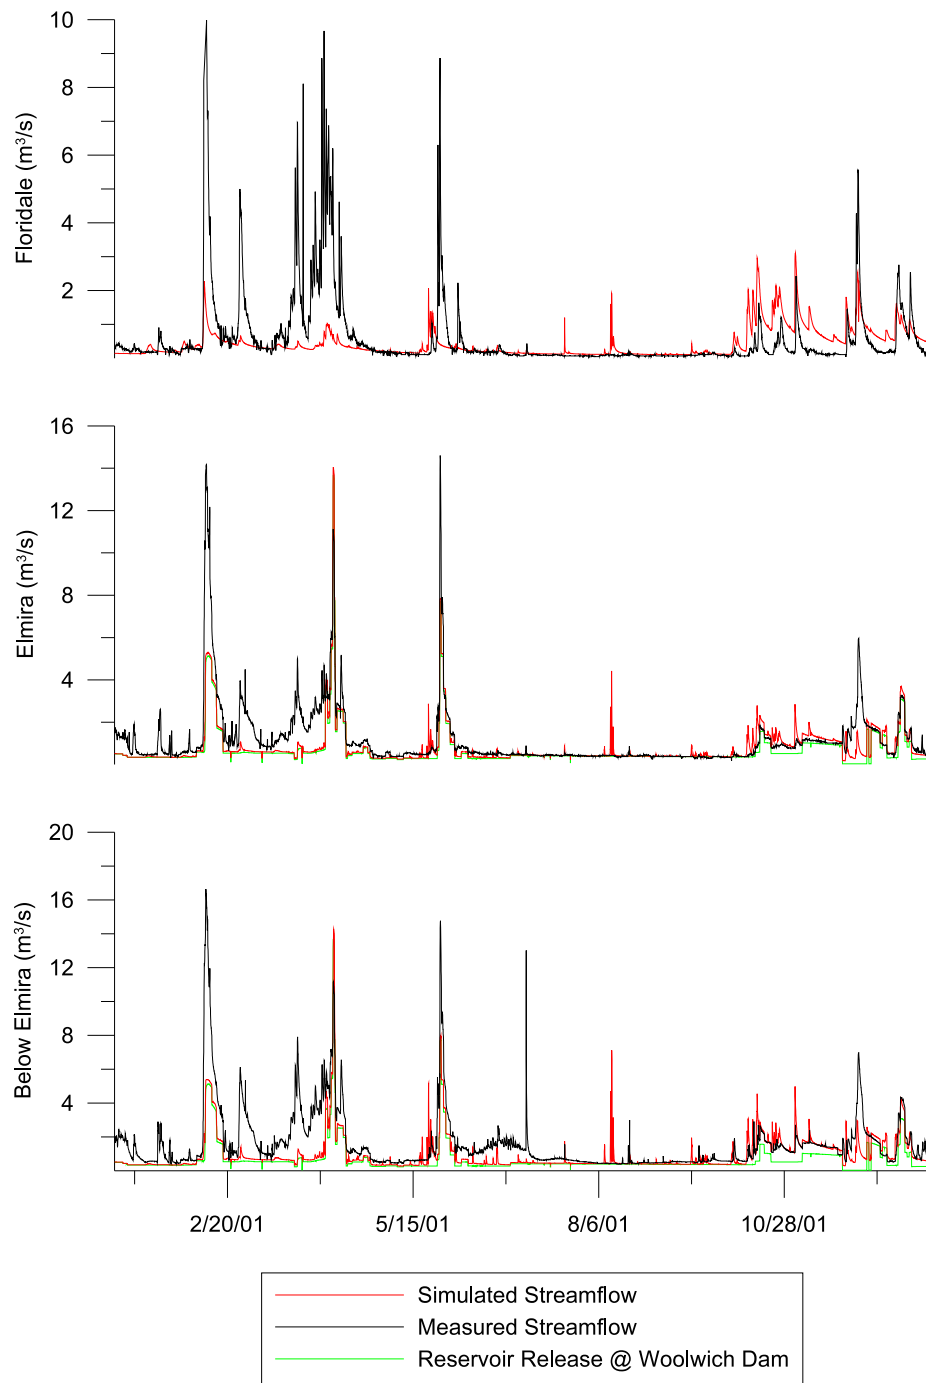 10
8
6
4
2
Floridale (m³/s)
16
12
8
4
Elmira (m³/s)
20
16
12
8
4
Below Elmira (m³/s)
2/20/01 5/15/01 8/6/01 10/28/01
Simulated Streamflow
Measured Streamflow
Reservoir Release @ Woolwich Dam